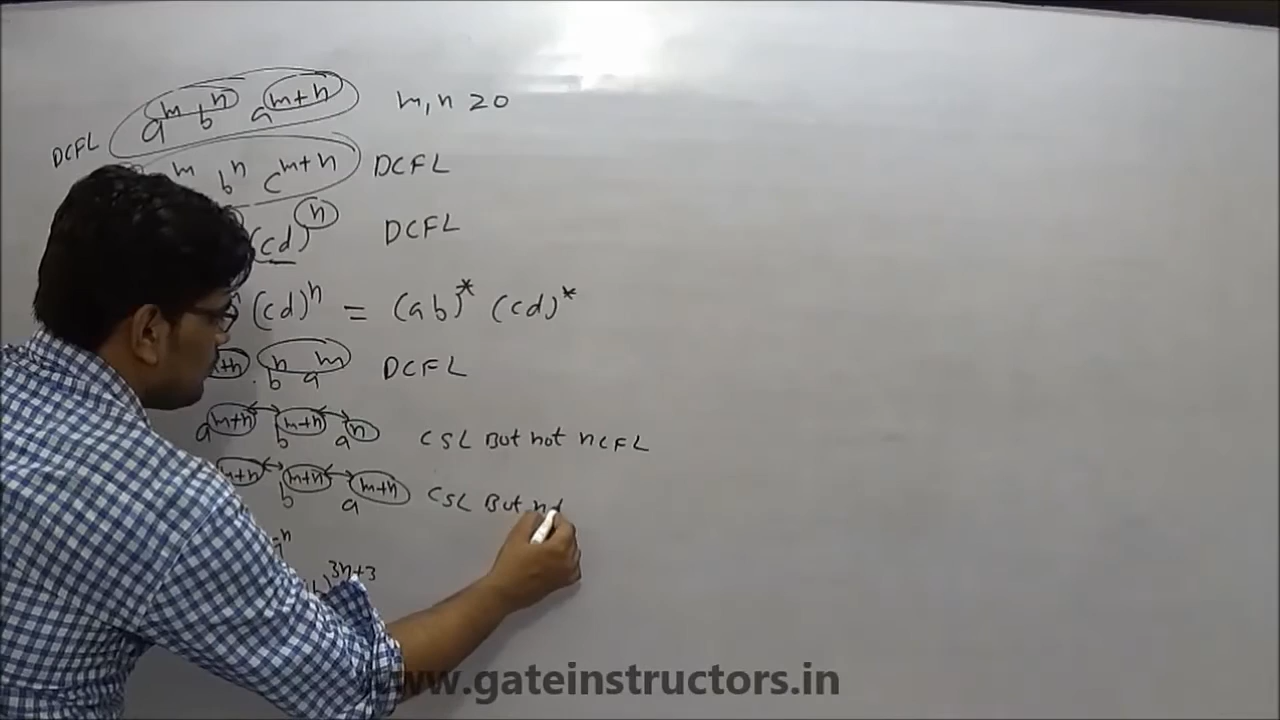 a^m b^n a^{m+n} m,n ≥0
DCFL
m b^n c^{m+n} DCFL
(cd)^n DCFL
(cd)^n = (ab)^* (cd)^*
b^n a^m DCFL
a^{m+n} b^{m+n} a^n CSL But not NCFL
b^{m+n} a^{m+n} CSL But
3n+3
www.gateinstructors.in